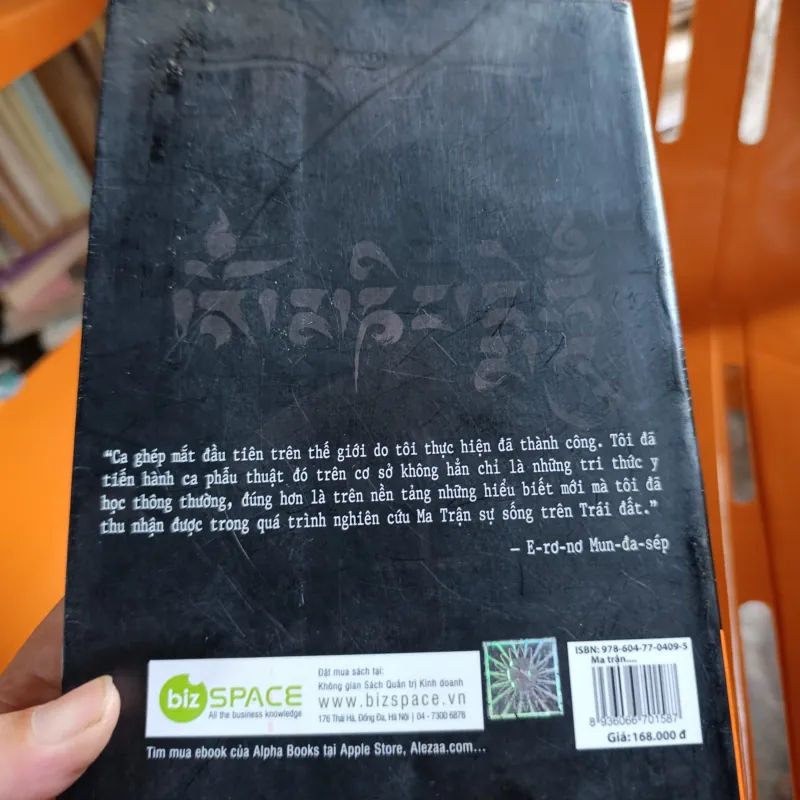 ༀ་མ་ཎི་པ་དྨེ་ཧཱུྃ
“Ca ghép mắt đầu tiên trên thế giới do tôi thực hiện đã thành công. Tôi đã
tiến hành ca phẫu thuật đó trên cơ sở không hẳn chỉ là những tri thức y
học thông thường, đúng hơn là trên nền tảng những hiểu biết mới mà tôi đã
thu nhận được trong quá trình nghiên cứu Ma Trận sự sống trên Trái đất.”
– E-rơ-nơ Mun-đa-sép
biz SPACE
All the business knowledge
Đặt mua sách tại:
Không gian Sách Quản trị Kinh doanh
www.bizspace.vn
176 Thái Hà, Đống Đa, Hà Nội | 04 - 7300 6876
ISBN: 978-604-77-0409-5
Ma trận....
8 936066 701587
Giá: 168.000 đ
Tìm mua ebook của Alpha Books tại Apple Store, Alezaa.com...